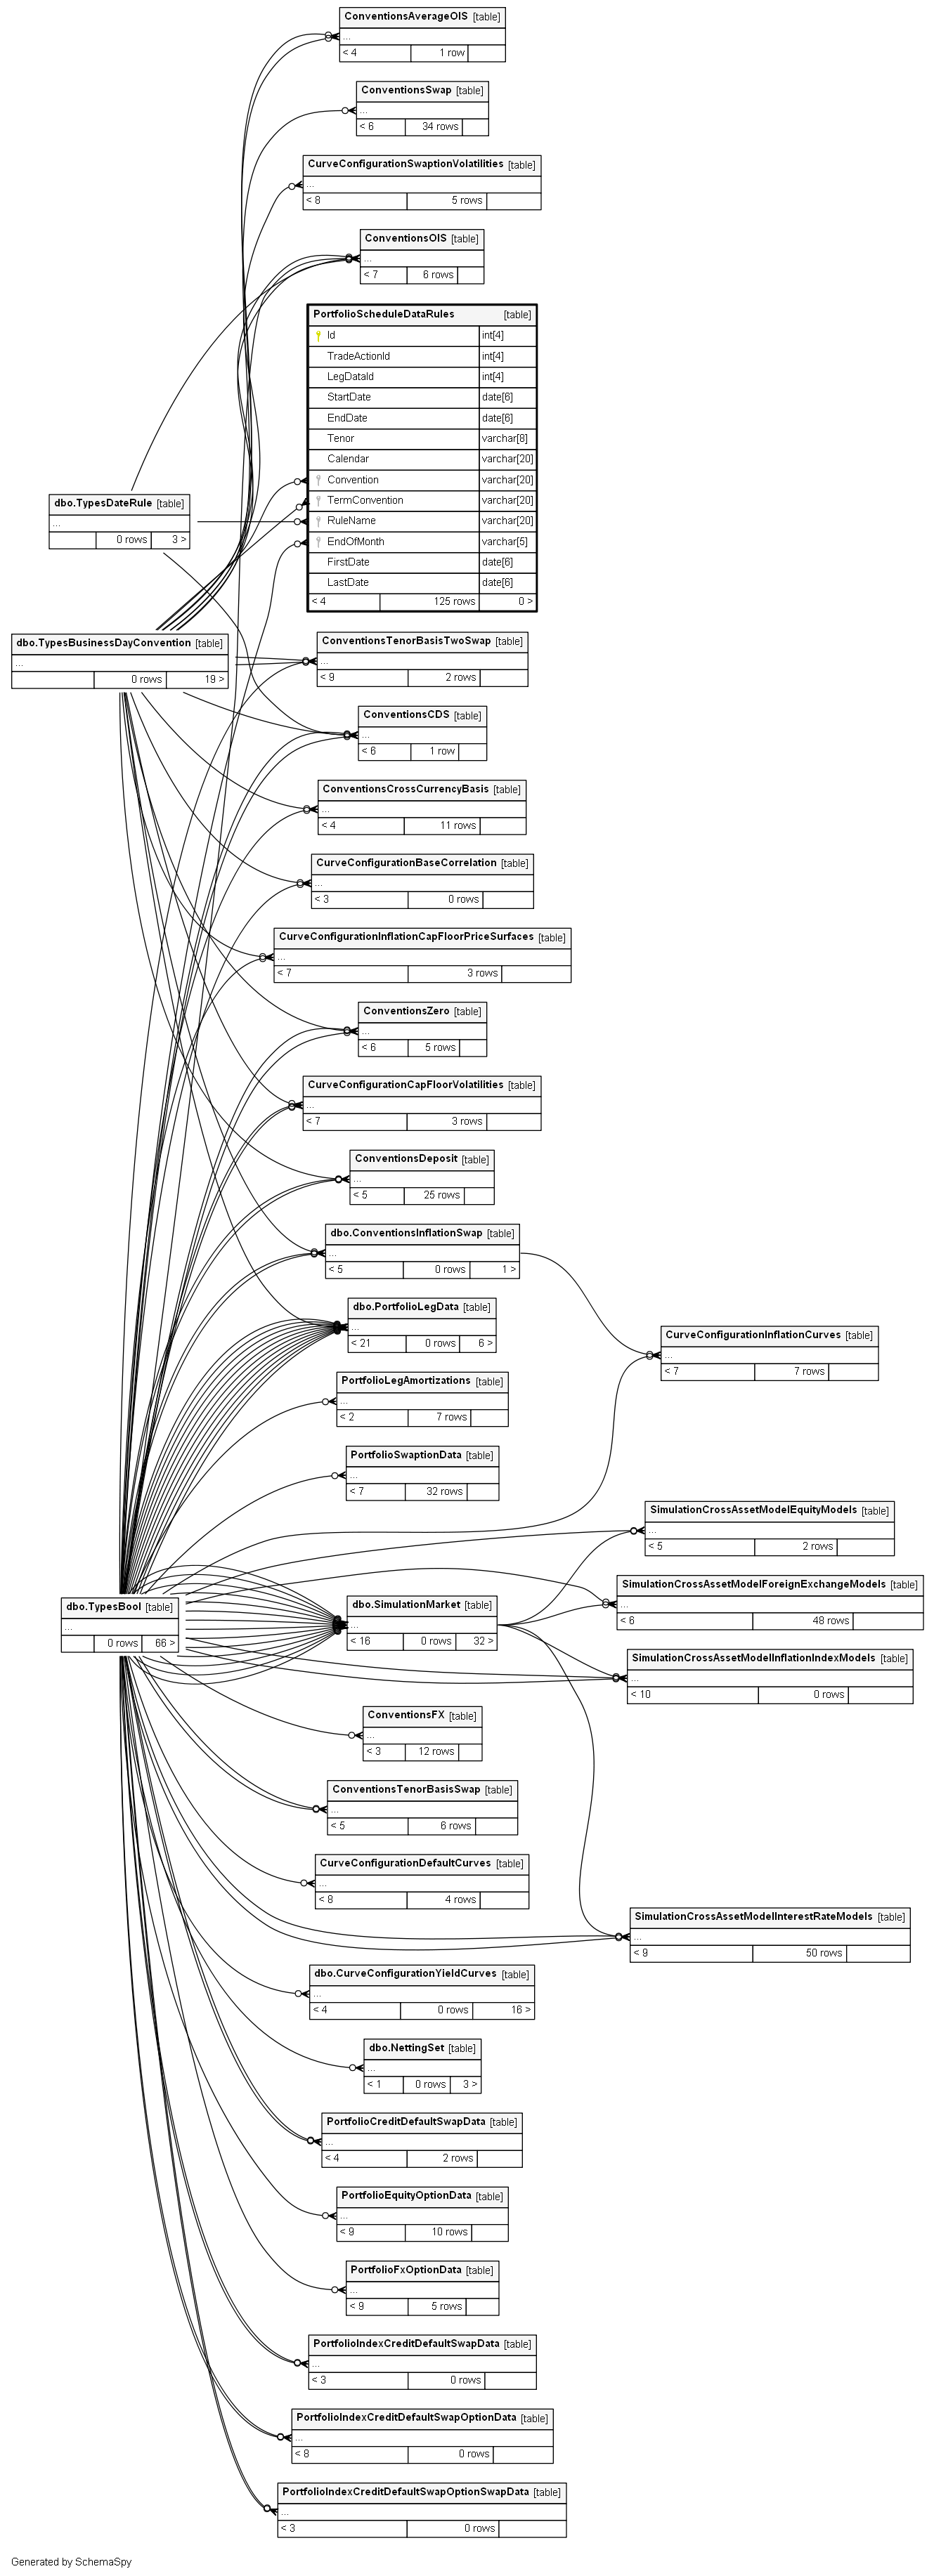 ConventionsAverageOIS [table]
...
< 4 1 row
ConventionsSwap [table]
...
< 6 34 rows
CurveConfigurationSwaptionVolatilities [table]
...
< 8 5 rows
ConventionsOIS [table]
...
< 7 6 rows
PortfolioScheduleDataRules [table]
Id int[4]
TradeActionId int[4]
LegDataId int[4]
StartDate date[6]
EndDate date[6]
Tenor varchar[8]
Calendar varchar[20]
Convention varchar[20]
TermConvention varchar[20]
RuleName varchar[20]
EndOfMonth varchar[5]
FirstDate date[6]
LastDate date[6]
< 4 125 rows 0 >
dbo.TypesDateRule [table]
...
0 rows 3 >
dbo.TypesBusinessDayConvention [table]
...
0 rows 19 >
ConventionsTenorBasisTwoSwap [table]
...
< 9 2 rows
ConventionsCDS [table]
...
< 6 1 row
ConventionsCrossCurrencyBasis [table]
...
< 4 11 rows
CurveConfigurationBaseCorrelation [table]
...
< 3 0 rows
CurveConfigurationInflationCapFloorPriceSurfaces [table]
...
< 7 3 rows
ConventionsZero [table]
...
< 6 5 rows
CurveConfigurationCapFloorVolatilities [table]
...
< 7 3 rows
ConventionsDeposit [table]
...
< 5 25 rows
dbo.ConventionsInflationSwap [table]
...
< 5 0 rows 1 >
dbo.PortfolioLegData [table]
...
< 21 0 rows 6 >
CurveConfigurationInflationCurves [table]
...
< 7 7 rows
PortfolioLegAmortizations [table]
...
< 2 7 rows
PortfolioSwaptionData [table]
...
< 7 32 rows
SimulationCrossAssetModelEquityModels [table]
...
< 5 2 rows
SimulationCrossAssetModelForeignExchangeModels [table]
...
< 6 48 rows
dbo.TypesBool [table]
...
0 rows 66 >
dbo.SimulationMarket [table]
...
< 16 0 rows 32 >
SimulationCrossAssetModelInflationIndexModels [table]
...
< 10 0 rows
ConventionsFX [table]
...
< 3 12 rows
ConventionsTenorBasisSwap [table]
...
< 5 6 rows
CurveConfigurationDefaultCurves [table]
...
< 8 4 rows
SimulationCrossAssetModelInterestRateModels [table]
...
< 9 50 rows
dbo.CurveConfigurationYieldCurves [table]
...
< 4 0 rows 16 >
dbo.NettingSet [table]
...
< 1 0 rows 3 >
PortfolioCreditDefaultSwapData [table]
...
< 4 2 rows
PortfolioEquityOptionData [table]
...
< 9 10 rows
PortfolioFxOptionData [table]
...
< 9 5 rows
PortfolioIndexCreditDefaultSwapData [table]
...
< 3 0 rows
PortfolioIndexCreditDefaultSwapOptionData [table]
...
< 8 0 rows
PortfolioIndexCreditDefaultSwapOptionSwapData [table]
...
< 3 0 rows
Generated by SchemaSpy